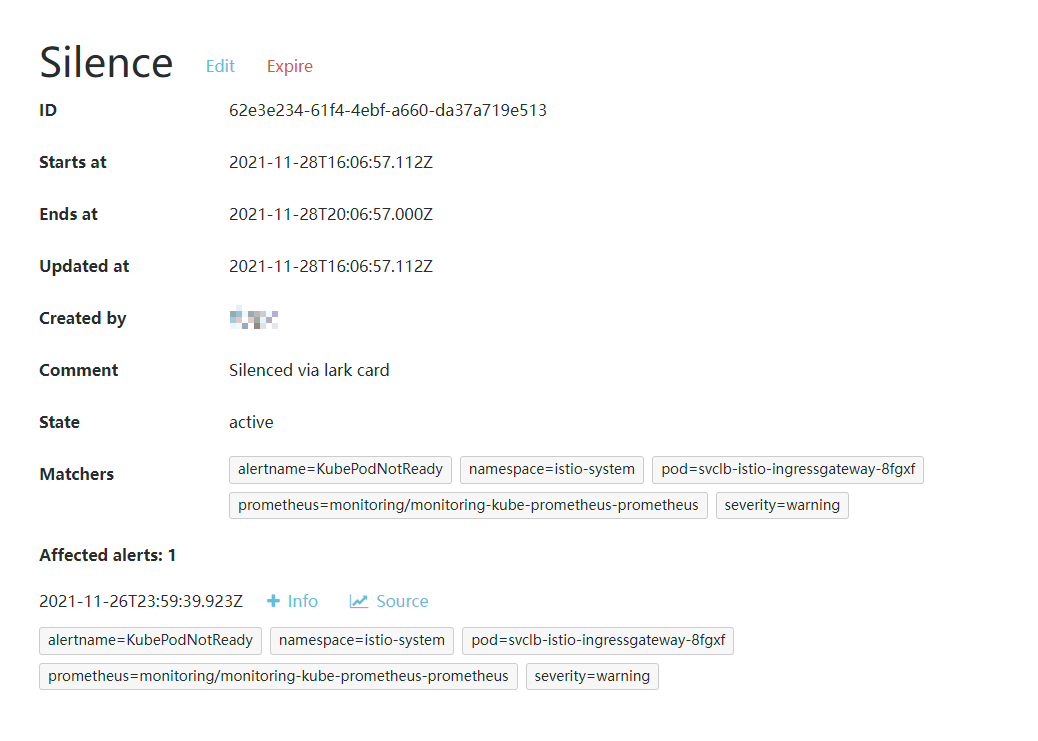 Silence Edit Expire
ID 62e3e234-61f4-4ebf-a660-da37a719e513
Starts at 2021-11-28T16:06:57.112Z
Ends at 2021-11-28T20:06:57.000Z
Updated at 2021-11-28T16:06:57.112Z
Created by
Comment Silenced via lark card
State active
Matchers alertname=KubePodNotReady namespace=istio-system pod=svclb-istio-ingressgateway-8fgxf
prometheus=monitoring/monitoring-kube-prometheus-prometheus severity=warning
Affected alerts: 1
2021-11-26T23:59:39.923Z + Info Source
alertname=KubePodNotReady namespace=istio-system pod=svclb-istio-ingressgateway-8fgxf
prometheus=monitoring/monitoring-kube-prometheus-prometheus severity=warning